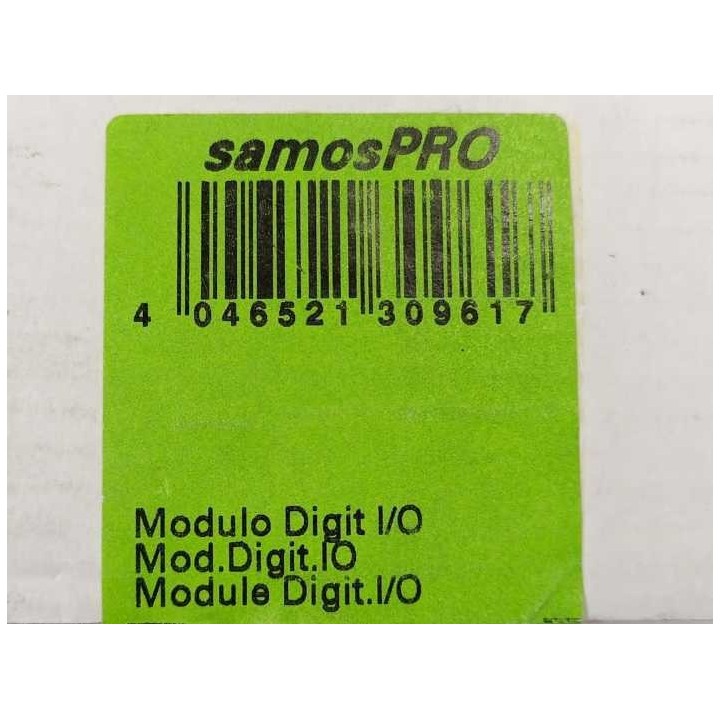 samosPRO
4 046521 309617
Modulo Digit I/O
Mod.Digit.IO
Module Digit.I/O